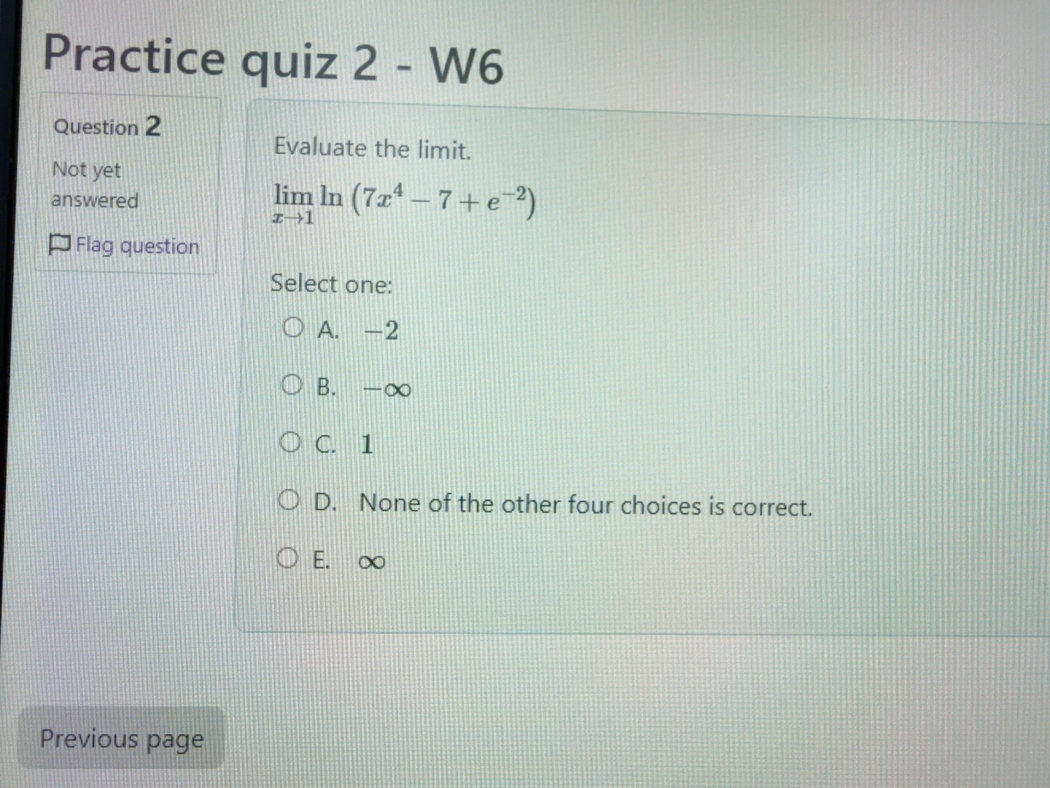 Practice quiz 2 - W6
Question 2
Not yet
answered
Flag question
Evaluate the limit.
lim ln (7x⁴ − 7 + e⁻²)
x→1
Select one:
A. −2
B. −∞
C. 1
D. None of the other four choices is correct.
E. ∞
Previous page